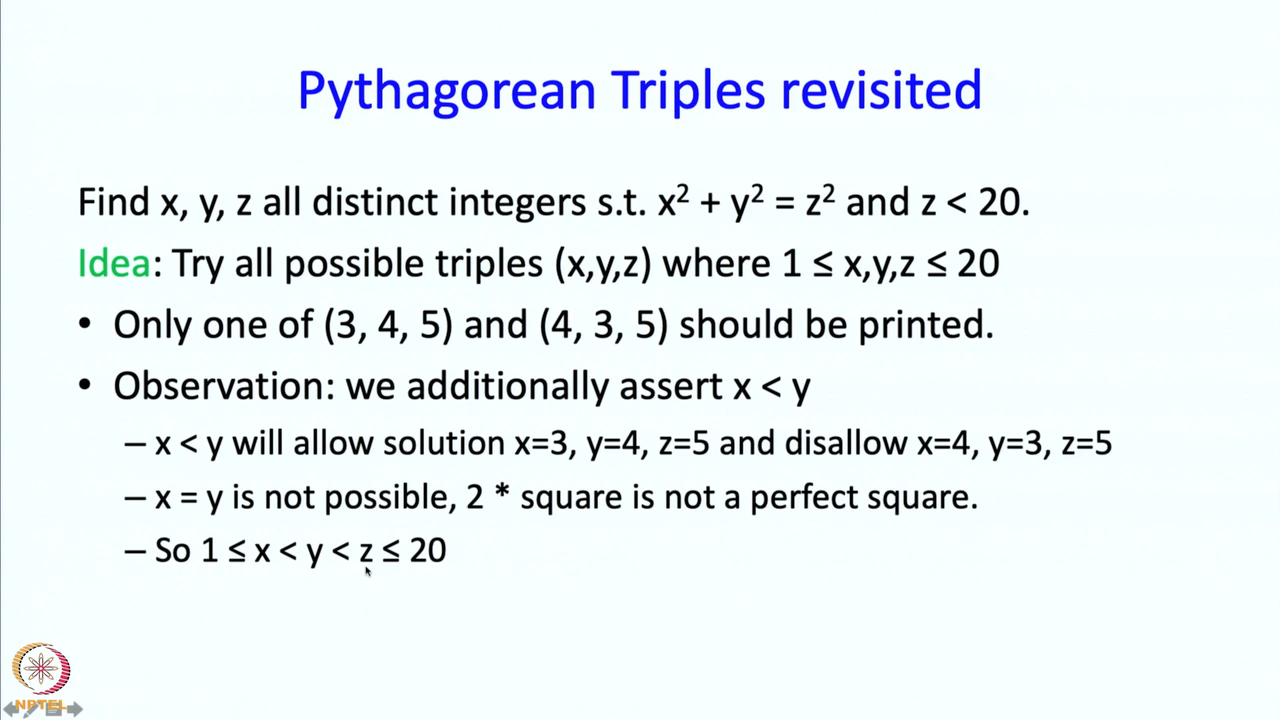 Pythagorean Triples revisited
Find x, y, z all distinct integers s.t. x² + y² = z² and z < 20.
Idea: Try all possible triples (x,y,z) where 1 ≤ x,y,z ≤ 20
• Only one of (3, 4, 5) and (4, 3, 5) should be printed.
• Observation: we additionally assert x < y
– x < y will allow solution x=3, y=4, z=5 and disallow x=4, y=3, z=5
– x = y is not possible, 2 * square is not a perfect square.
– So 1 ≤ x < y < z ≤ 20
NPTEL